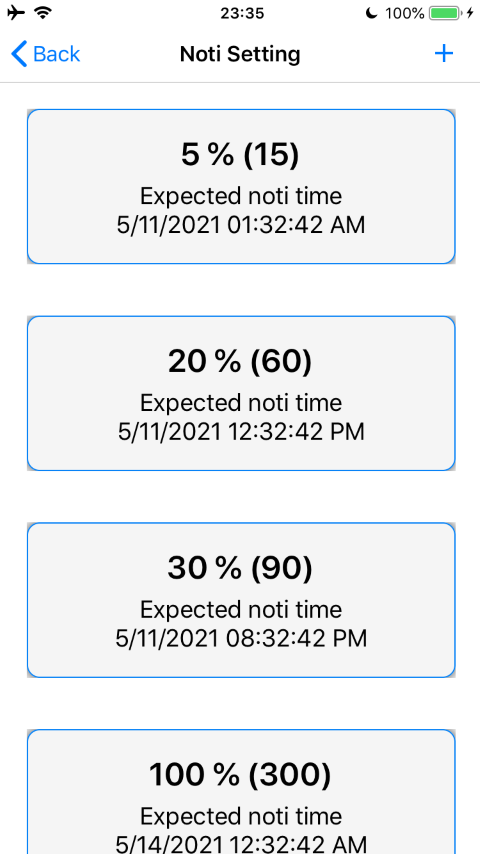 23:35
100%
Back
Noti Setting
+
5 % (15)
Expected noti time
5/11/2021 01:32:42 AM
20 % (60)
Expected noti time
5/11/2021 12:32:42 PM
30 % (90)
Expected noti time
5/11/2021 08:32:42 PM
100 % (300)
Expected noti time
5/14/2021 12:32:42 AM